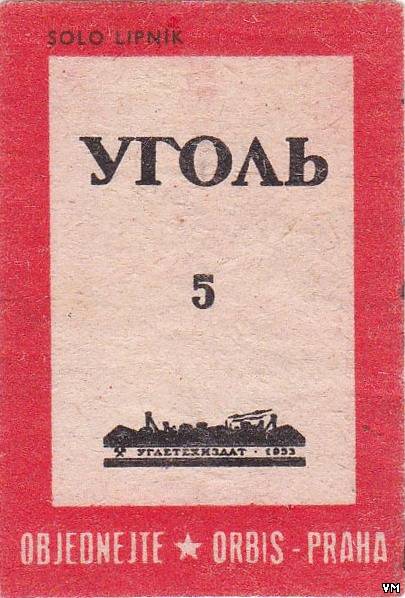 SOLO LIPNÍK
УГОЛЬ
5
УГЛЕТЕХИЗДАТ · 1953
OBJEDNEJTE ★ ORBIS - PRAHA
VM